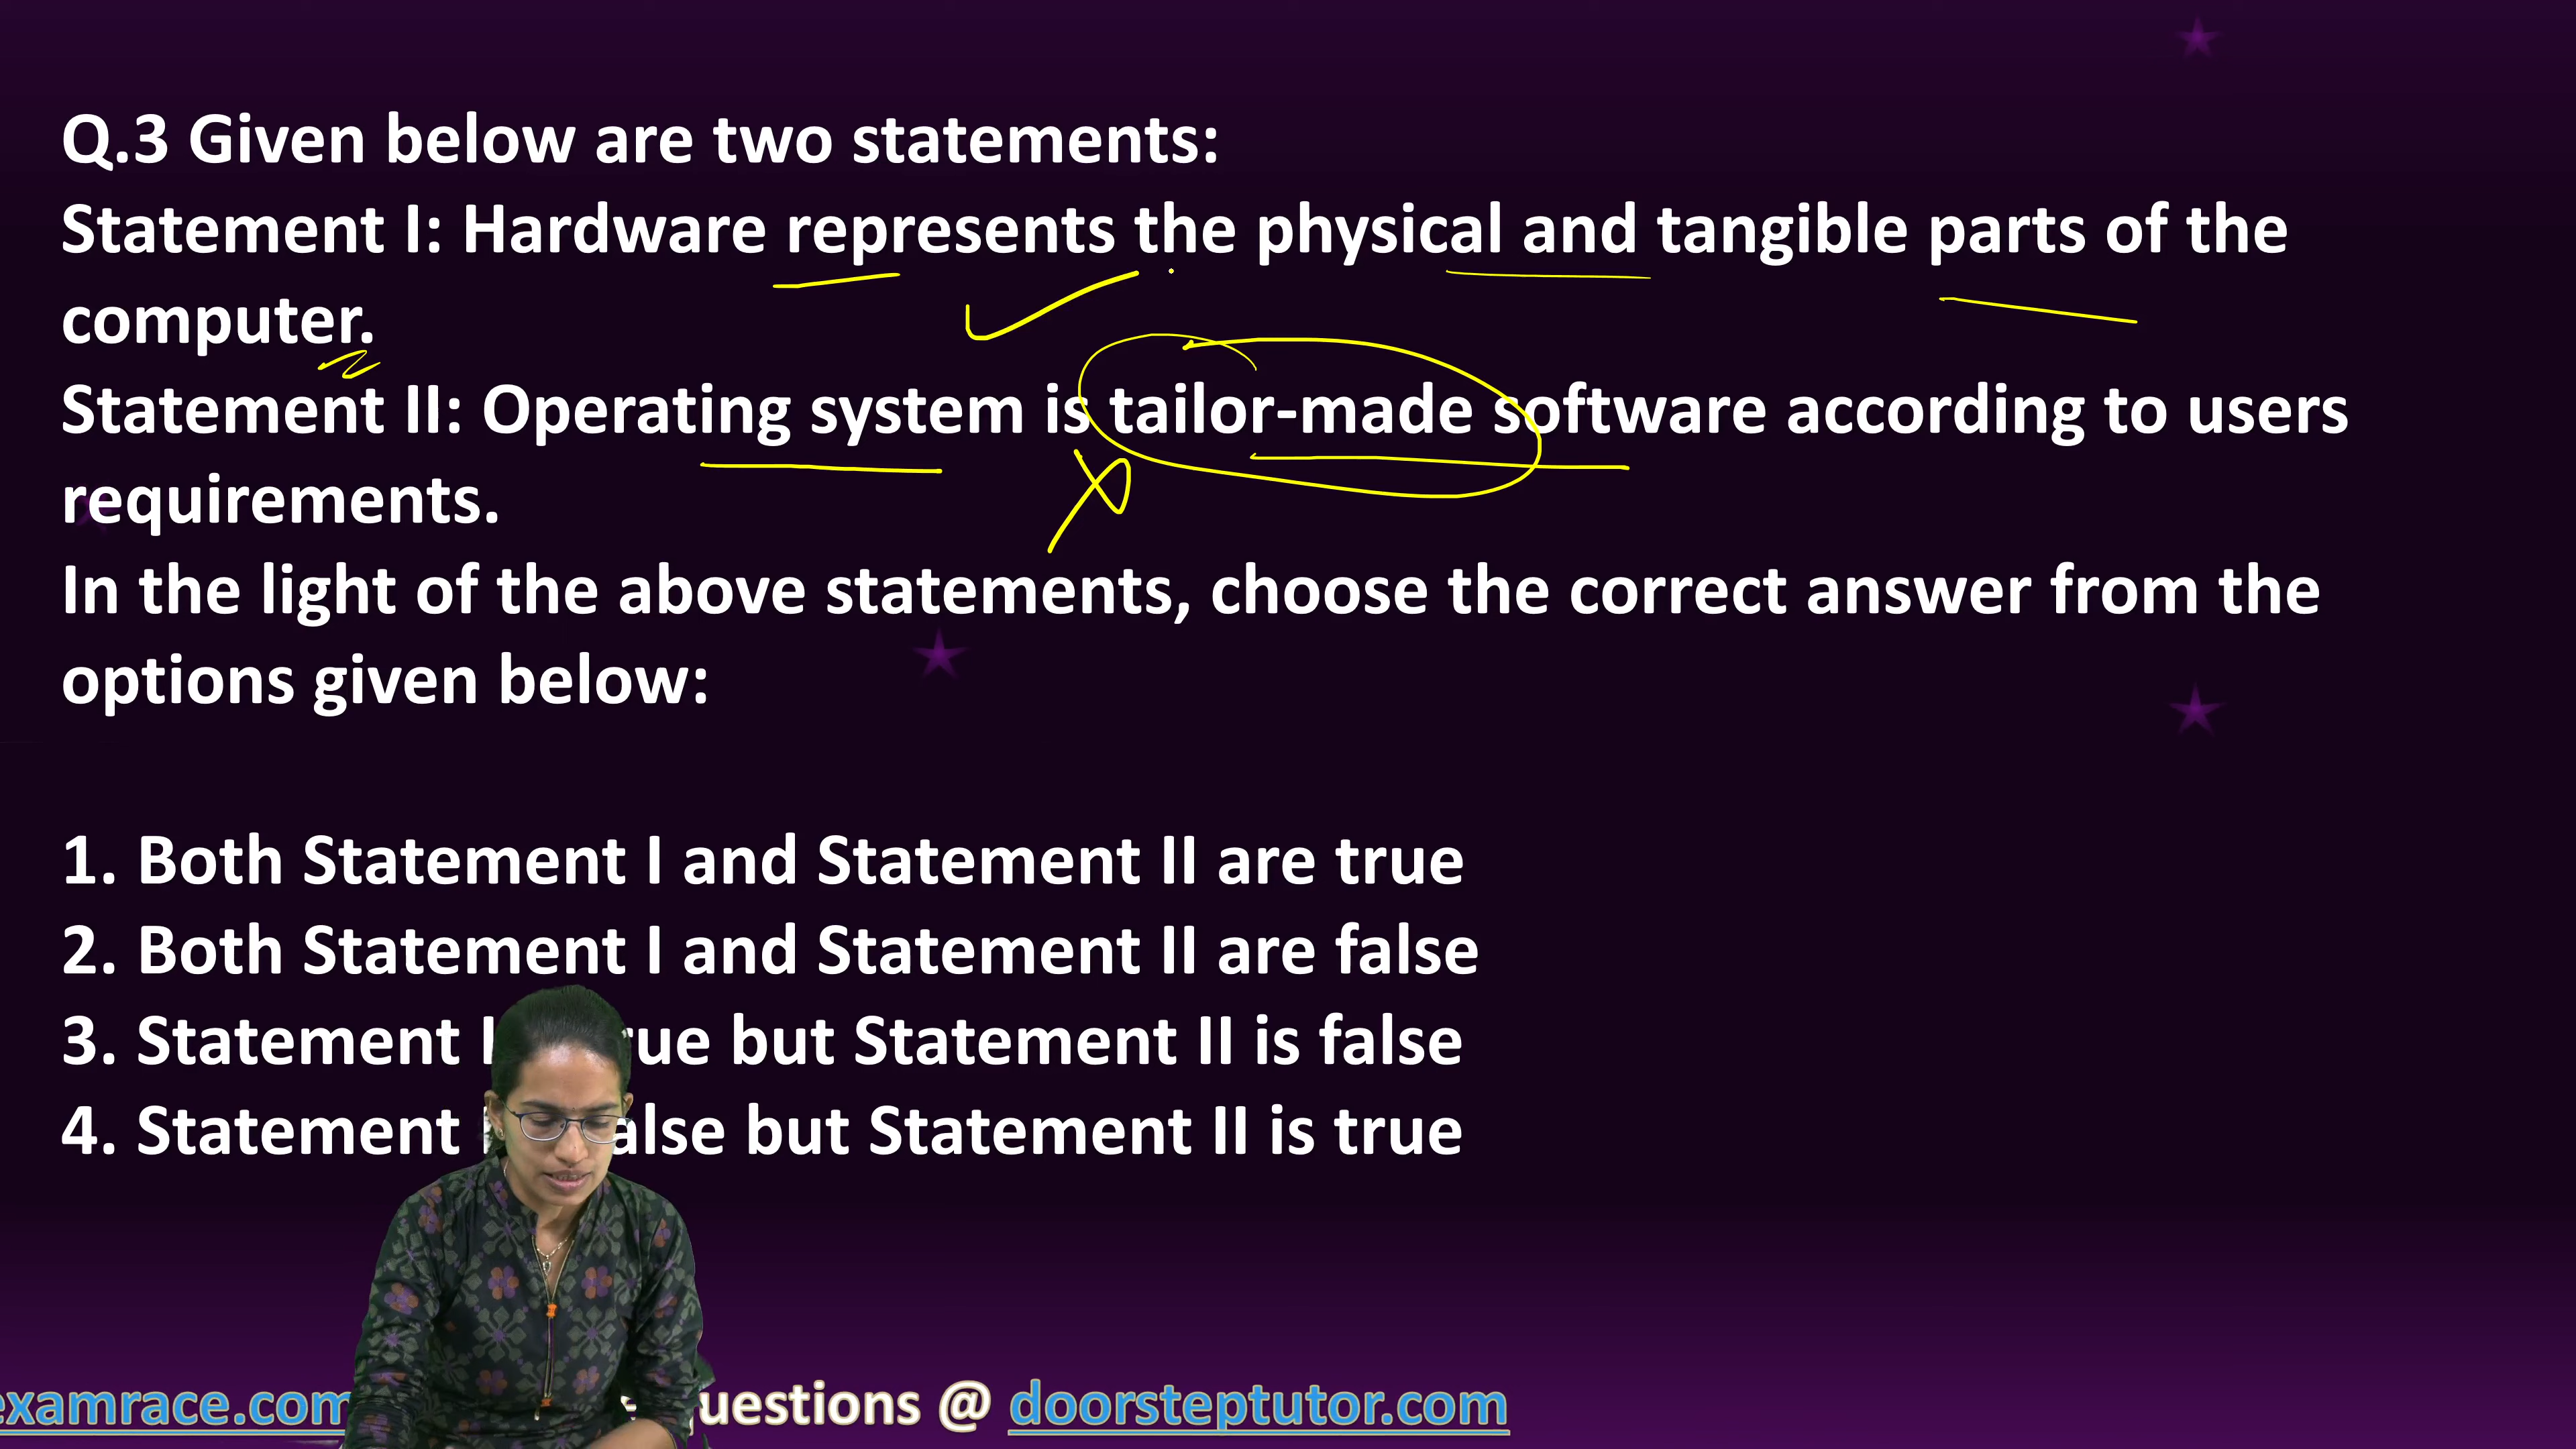 Q.3 Given below are two statements:
Statement I: Hardware represents the physical and tangible parts of the
computer.
Statement II: Operating system is tailor-made software according to users
requirements.
In the light of the above statements, choose the correct answer from the
options given below:
1. Both Statement I and Statement II are true
2. Both Statement I and Statement II are false
3. Statement but Statement II is false
4. Statement but Statement II is true
examrace.com @ doorsteptutor.com